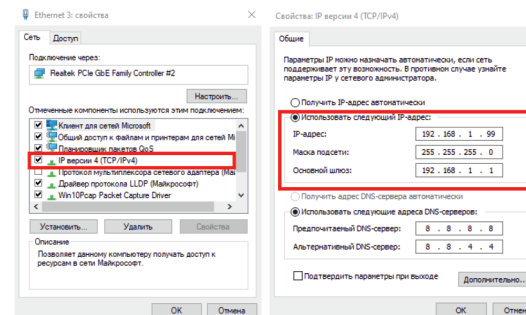 Ethernet 3: свойства
Сеть Доступ
Подключение через:
Realtek PCIe GbE Family Controller #2
Настроить...
Отмеченные компоненты используются этим подключением:
Клиент для сетей Microsoft
Общий доступ к файлам и принтерам для сетей Mi
Планировщик пакетов QoS
IP версии 4 (TCP/IPv4)
Протокол мультиплексора сетевого адаптера (Май
Драйвер протокола LLDP (Майкрософт)
Win10Pcap Packet Capture Driver
Установить... Удалить Свойства
Описание
Позволяет данному компьютеру получать доступ к
ресурсам в сети Майкрософт.
OK Отмена
Свойства: IP версии 4 (TCP/IPv4)
Общие
Параметры IP можно назначать автоматически, если сеть
поддерживает эту возможность. В противном случае узнайте
параметры IP у сетевого администратора.
Получить IP-адрес автоматически
Использовать следующий IP-адрес:
IP-адрес: 192 . 168 . 1 . 99
Маска подсети: 255 . 255 . 255 . 0
Основной шлюз: 192 . 168 . 1 . 1
Получить адрес DNS-сервера автоматически
Использовать следующие адреса DNS-серверов:
Предпочитаемый DNS-сервер: 8 . 8 . 8 . 8
Альтернативный DNS-сервер: 8 . 8 . 4 . 4
Подтвердить параметры при выходе
Дополнительно...
OK Отмен